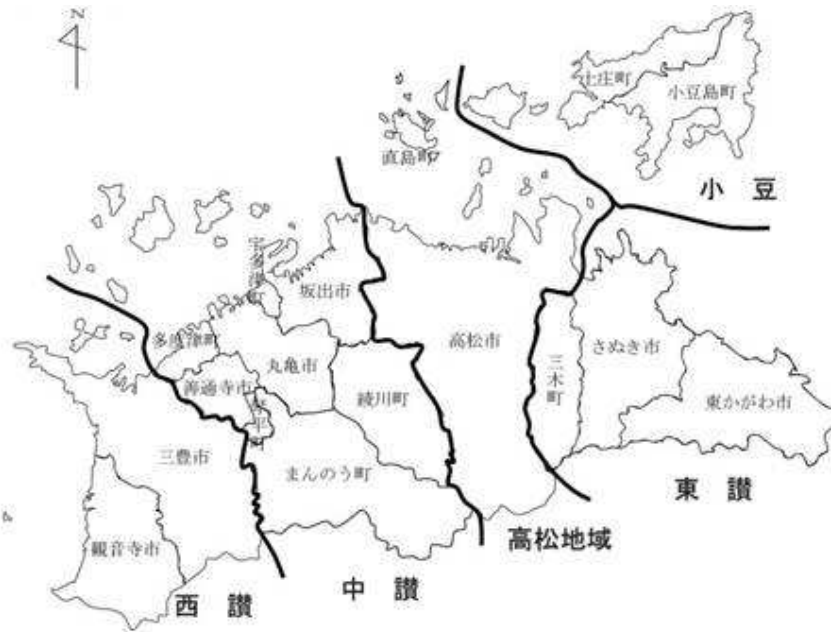 N
土庄町
小豆島町
直島町
小豆
宇多津町
坂出市
高松市
さぬき市
三木町
東かがわ市
多度津町
丸亀市
善通寺市
綾川町
琴平町
三豊市
まんのう町
観音寺市
東讃
高松地域
中讃
西讃